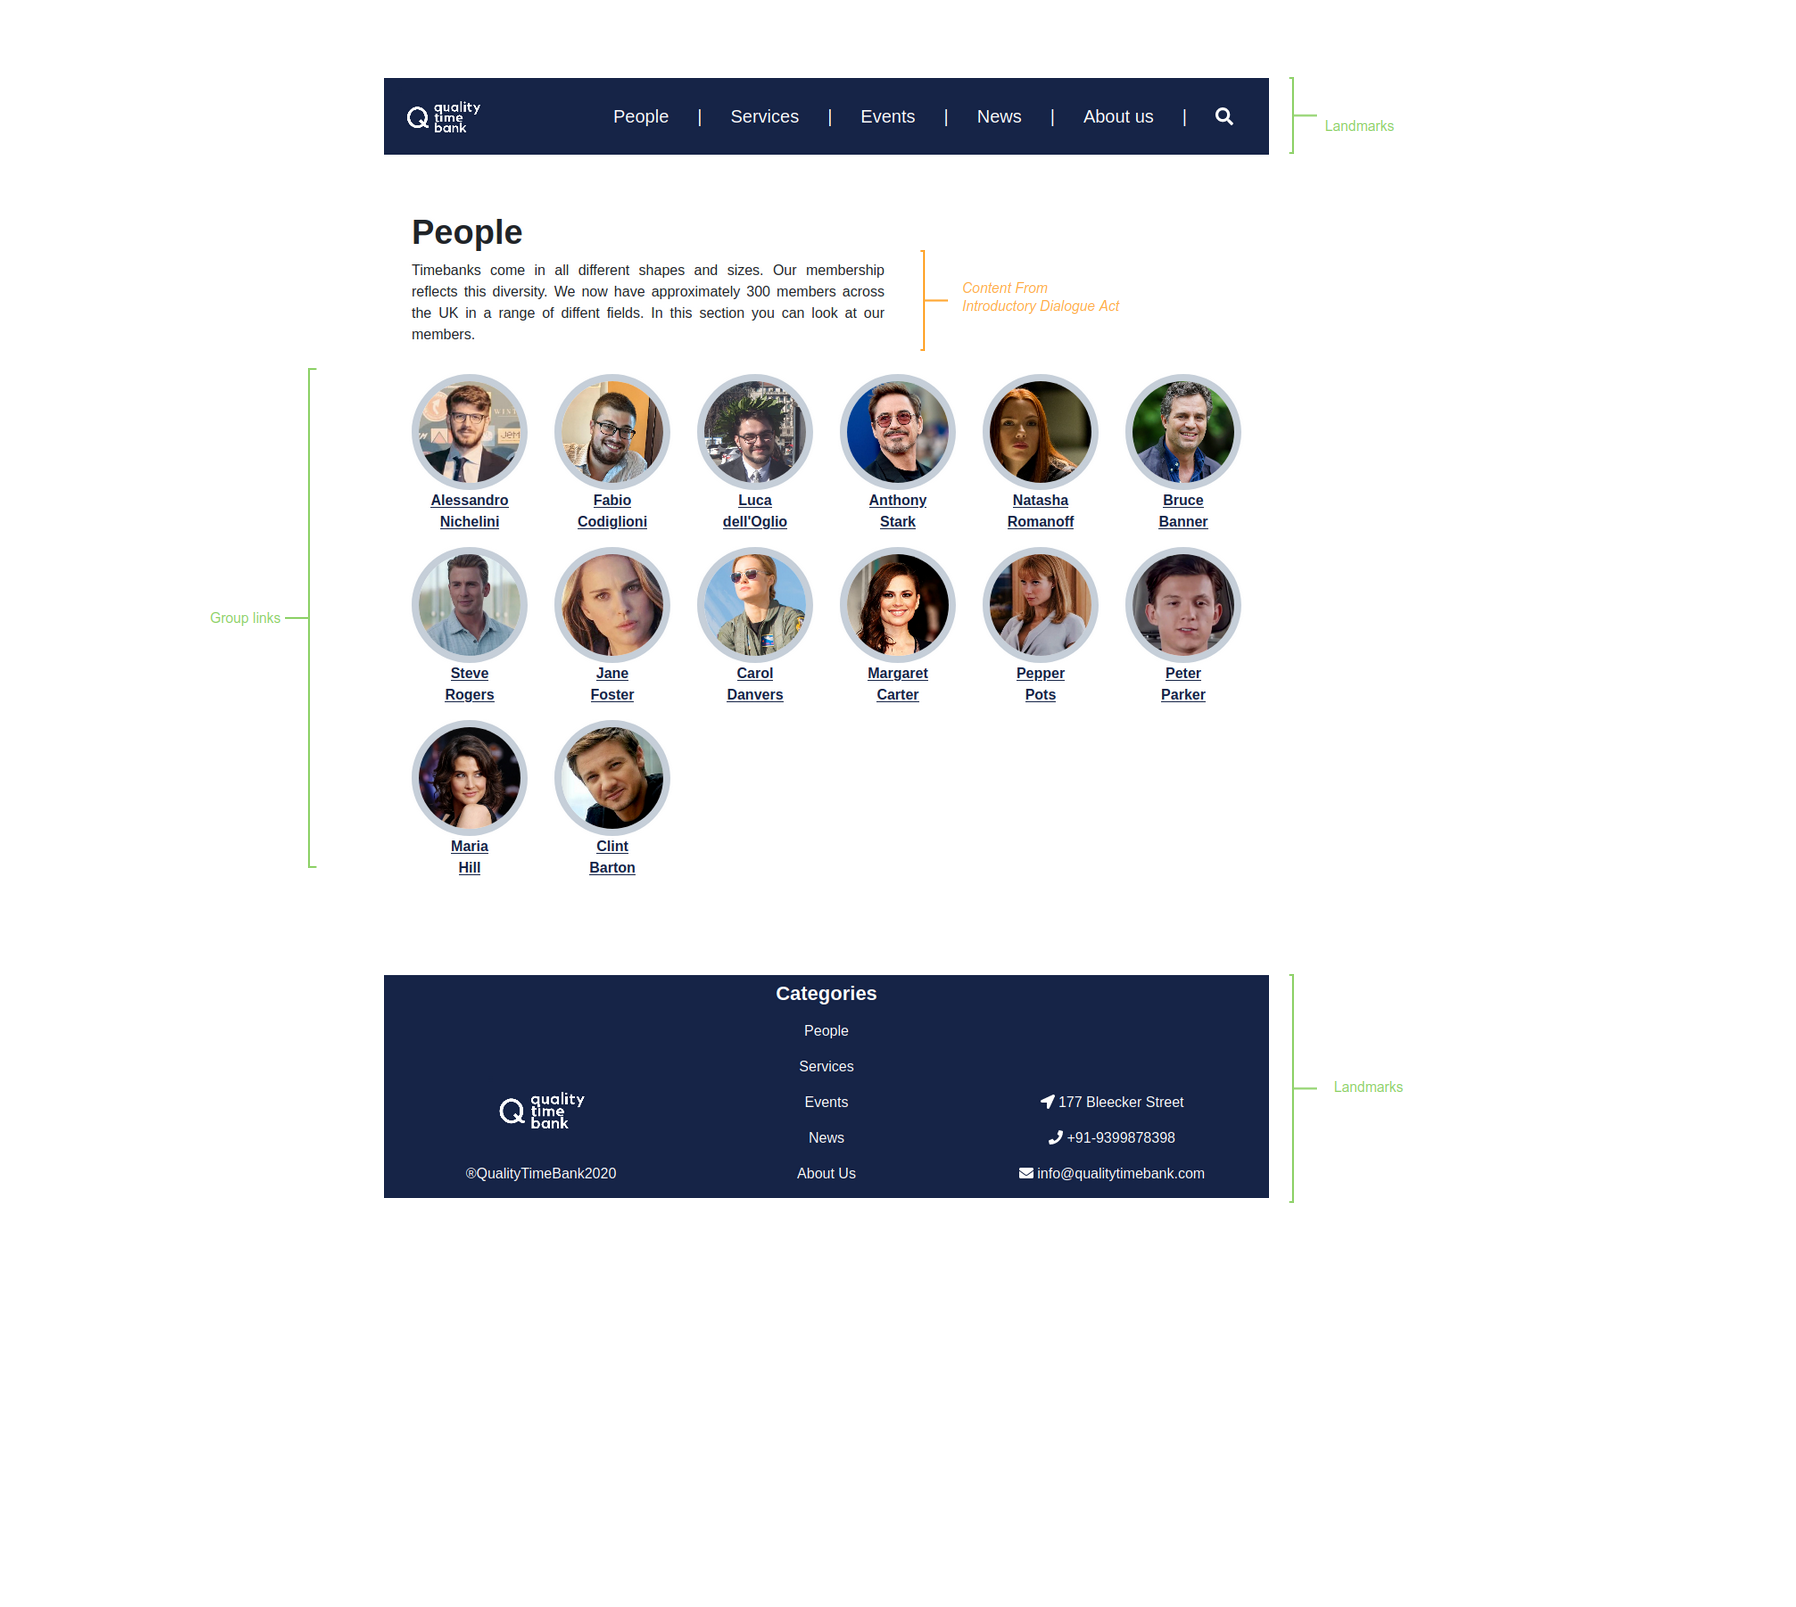 quality
time
bank
People | Services | Events | News | About us |
Landmarks
People
Timebanks come in all different shapes and sizes. Our membership
reflects this diversity. We now have approximately 300 members across
the UK in a range of diffent fields. In this section you can look at our
members.
Content From
Introductory Dialogue Act
WINT
JEM
Alessandro
Nichelini
Fabio
Codiglioni
Luca
dell'Oglio
Anthony
Stark
Natasha
Romanoff
Bruce
Banner
Group links
Steve
Rogers
Jane
Foster
Carol
Danvers
Margaret
Carter
Pepper
Pots
Peter
Parker
Maria
Hill
Clint
Barton
Categories
People
Services
Events
News
About Us
quality
time
bank
®QualityTimeBank2020
177 Bleecker Street
+91-9399878398
info@qualitytimebank.com
Landmarks